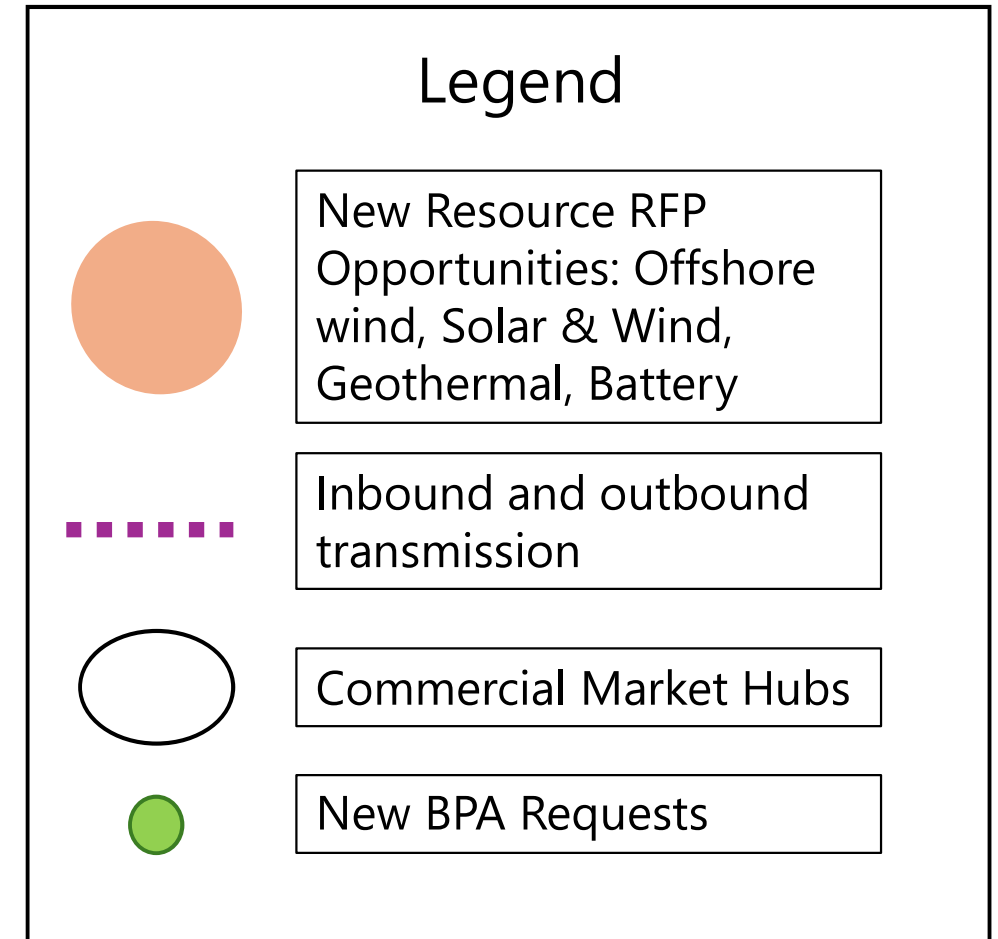 Legend
New Resource RFP
Opportunities: Offshore
wind, Solar & Wind,
Geothermal, Battery
Inbound and outbound
transmission
Commercial Market Hubs
New BPA Requests